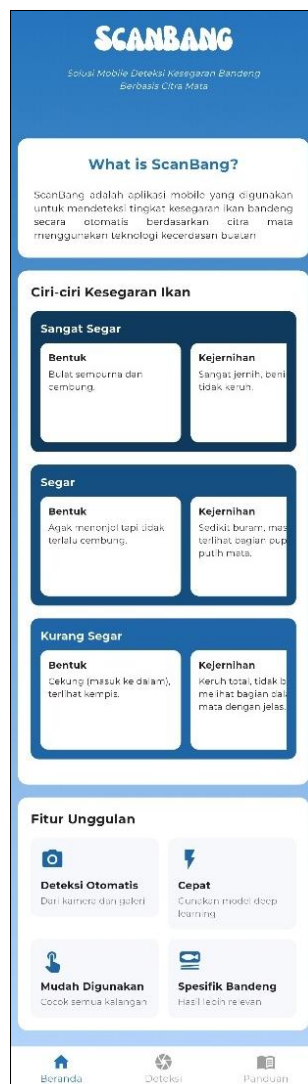 SCANBANG
Solusi Mobile Deteksi Kesegaran Bandeng
Berbasis Citra Mata
What is ScanBang?
ScanBang adalah aplikasi mobile yang digunakan
untuk mendeteksi tingkat kesegaran ikan bandeng
secara otomatis berdasarkan citra mata
menggunakan teknologi kecerdasan buatan
Ciri-ciri Kesegaran Ikan
Sangat Segar
Bentuk
Bulat sempurna dan
cembung.
Kejernihan
Sangat jernih, beni
tidak keruh.
Segar
Bentuk
Agak menonjol tapi tidak
terlalu cembung.
Kejernihan
Sedikit buram, mas
terlihat bagian pup
putih mata.
Kurang Segar
Bentuk
Cekung (masuk ke dalam),
terlihat kempis.
Kejernihan
Keruh total, tidak b
melihat bagian dal
mata dengan jelas.
Fitur Unggulan
Deteksi Otomatis
Dari kamera dan galeri
Cepat
Gunakan model deep
learning
Mudah Digunakan
Cocok semua kalangan
Spesifik Bandeng
Hasil lebih relevan
Beranda
Deteksi
Panduan